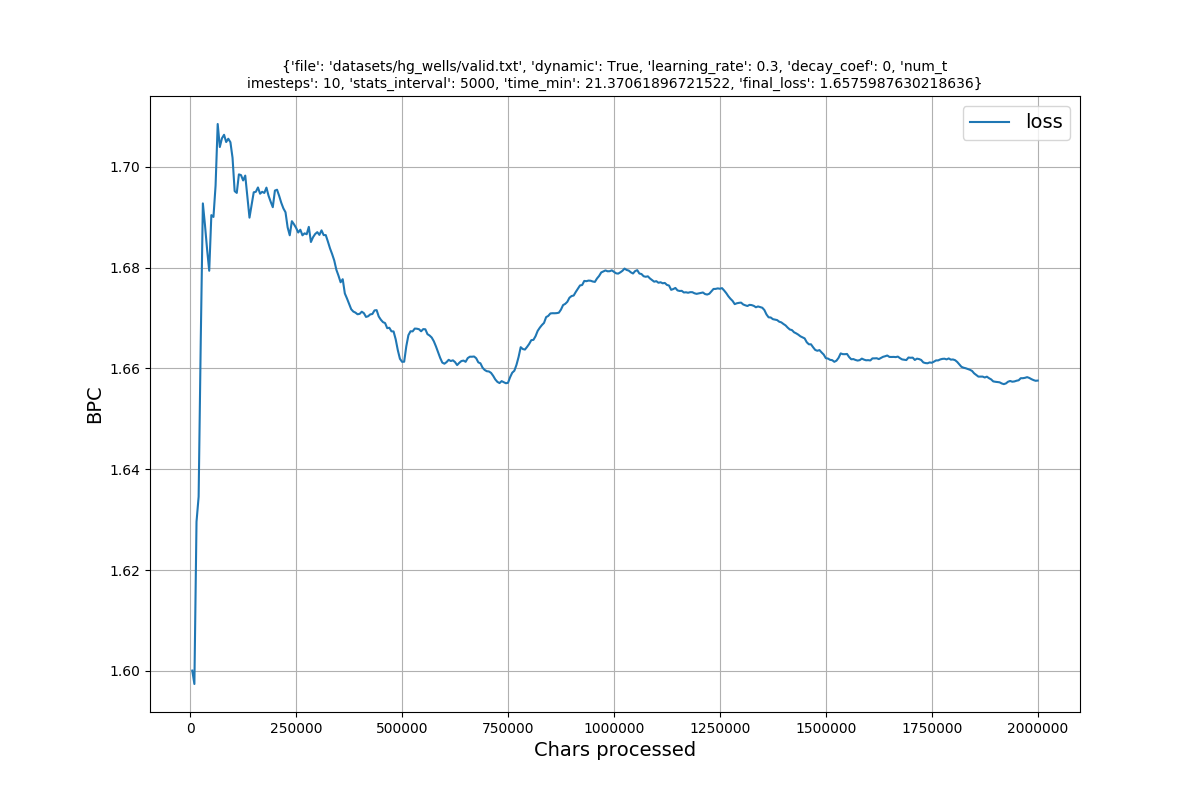 {'file': 'datasets/hg_wells/valid.txt', 'dynamic': True, 'learning_rate': 0.3, 'decay_coef': 0, 'num_t
imesteps': 10, 'stats_interval': 5000, 'time_min': 21.37061896721522, 'final_loss': 1.6575987630218636}
loss
1.70
1.68
1.66
1.64
1.62
1.60
BPC
0 250000 500000 750000 1000000 1250000 1500000 1750000 2000000
Chars processed